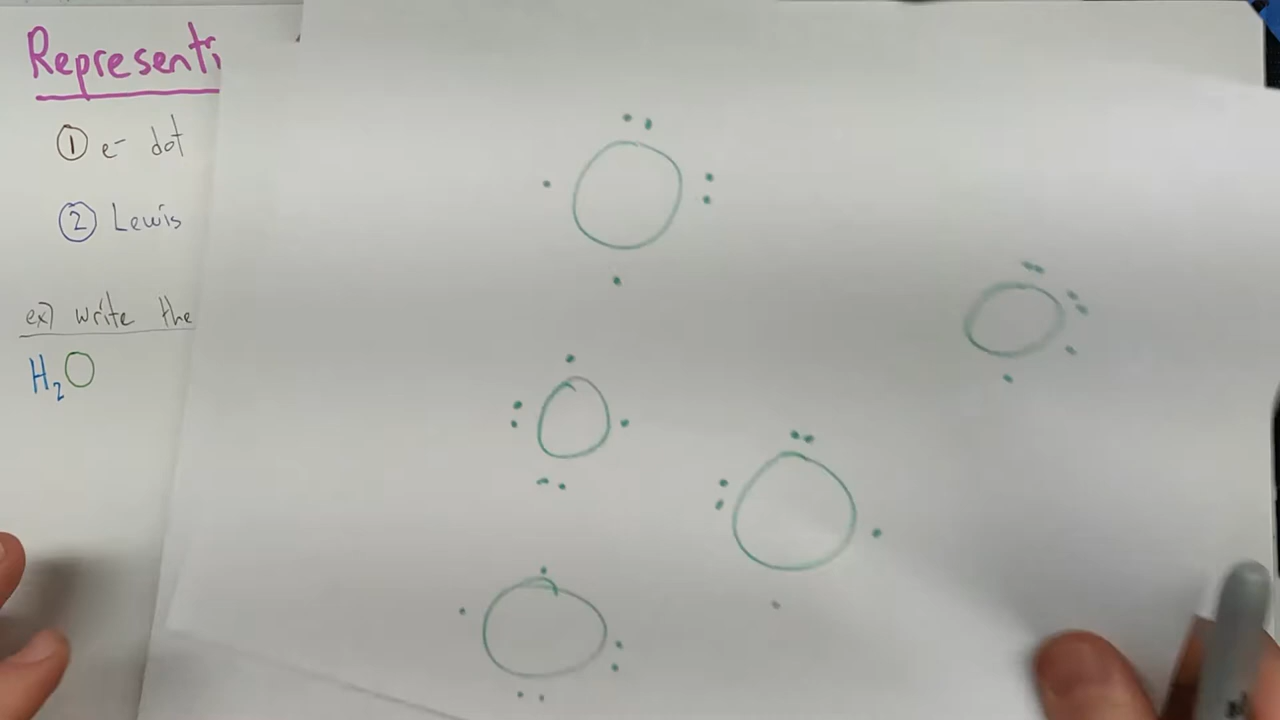 Representi
① e- dot
② Lewis
ex) write the
H₂O
O
O
O
O
O